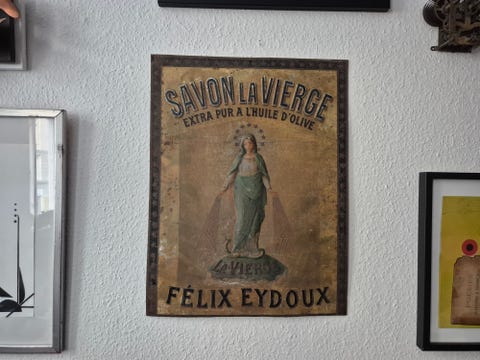 SAVON LA VIERGE
EXTRA PUR A L'HUILE D'OLIVE
LA VIERGE
FÉLIX EYDOUX